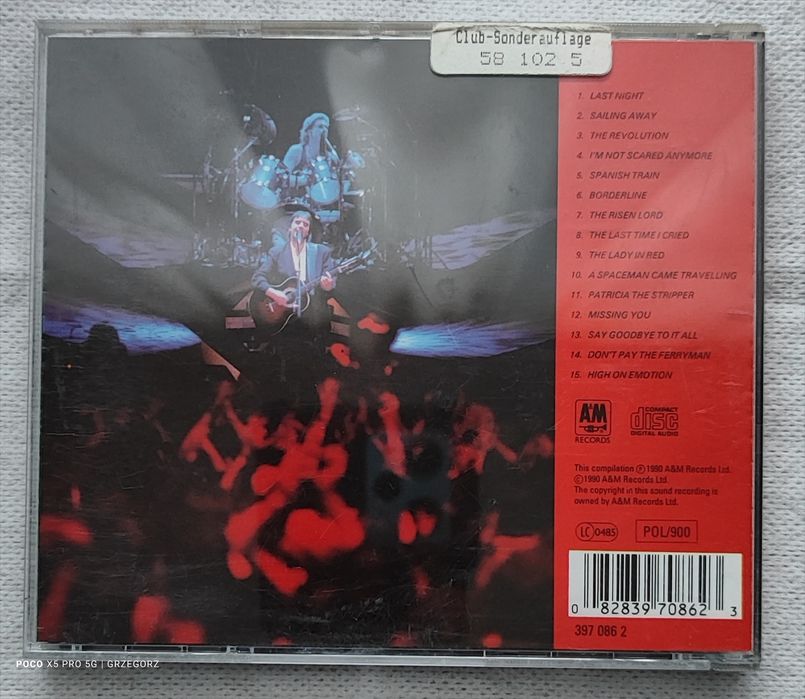 Club-Sonderauflage
58 102 5
1. LAST NIGHT
2. SAILING AWAY
3. THE REVOLUTION
4. I'M NOT SCARED ANYMORE
5. SPANISH TRAIN
6. BORDERLINE
7. THE RISEN LORD
8. THE LAST TIME I CRIED
9. THE LADY IN RED
10. A SPACEMAN CAME TRAVELLING
11. PATRICIA THE STRIPPER
12. MISSING YOU
13. SAY GOODBYE TO IT ALL
14. DON'T PAY THE FERRYMAN
15. HIGH ON EMOTION
A&M
RECORDS
COMPACT
disc
DIGITAL AUDIO
This compilation ℗ 1990 A&M Records Ltd.
© 1990 A&M Records Ltd.
The copyright in this sound recording is
owned by A&M Records Ltd.
LC 0485 POL/900
0 82839 70862 3
397 086 2
POCO X5 PRO 5G | GRZEGORZ